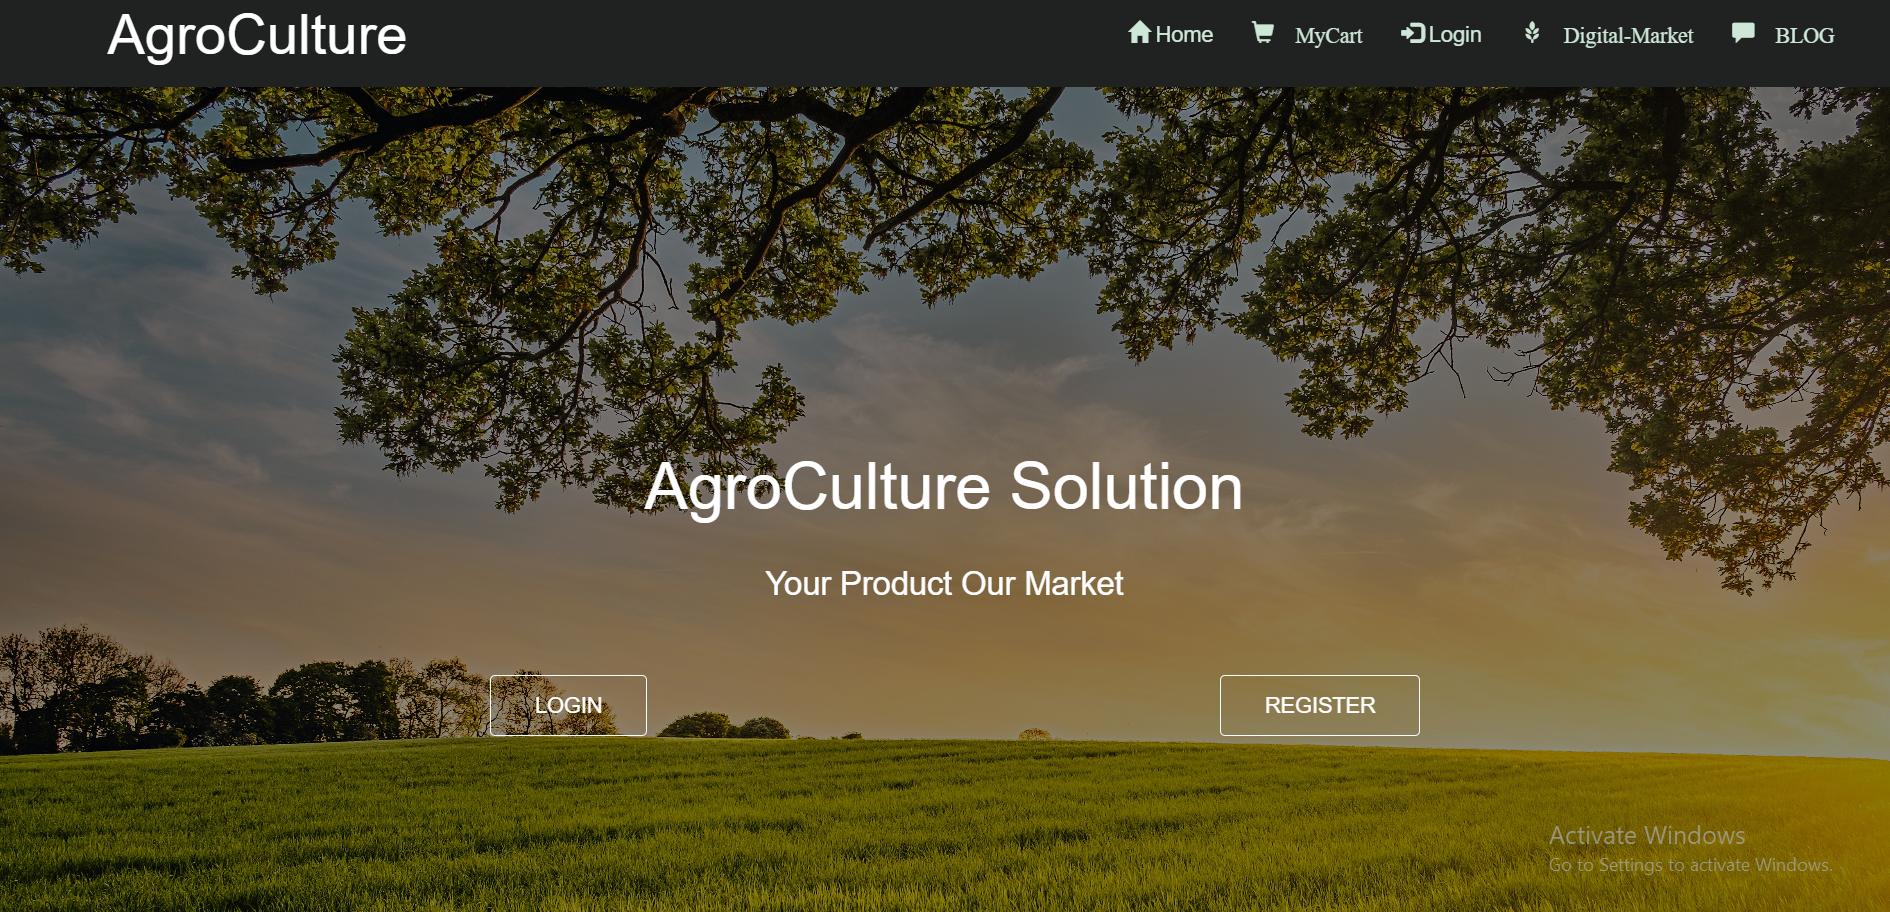 AgroCulture
Home MyCart Login Digital-Market BLOG
AgroCulture Solution
Your Product Our Market
LOGIN REGISTER
Activate Windows
Go to Settings to activate Windows.